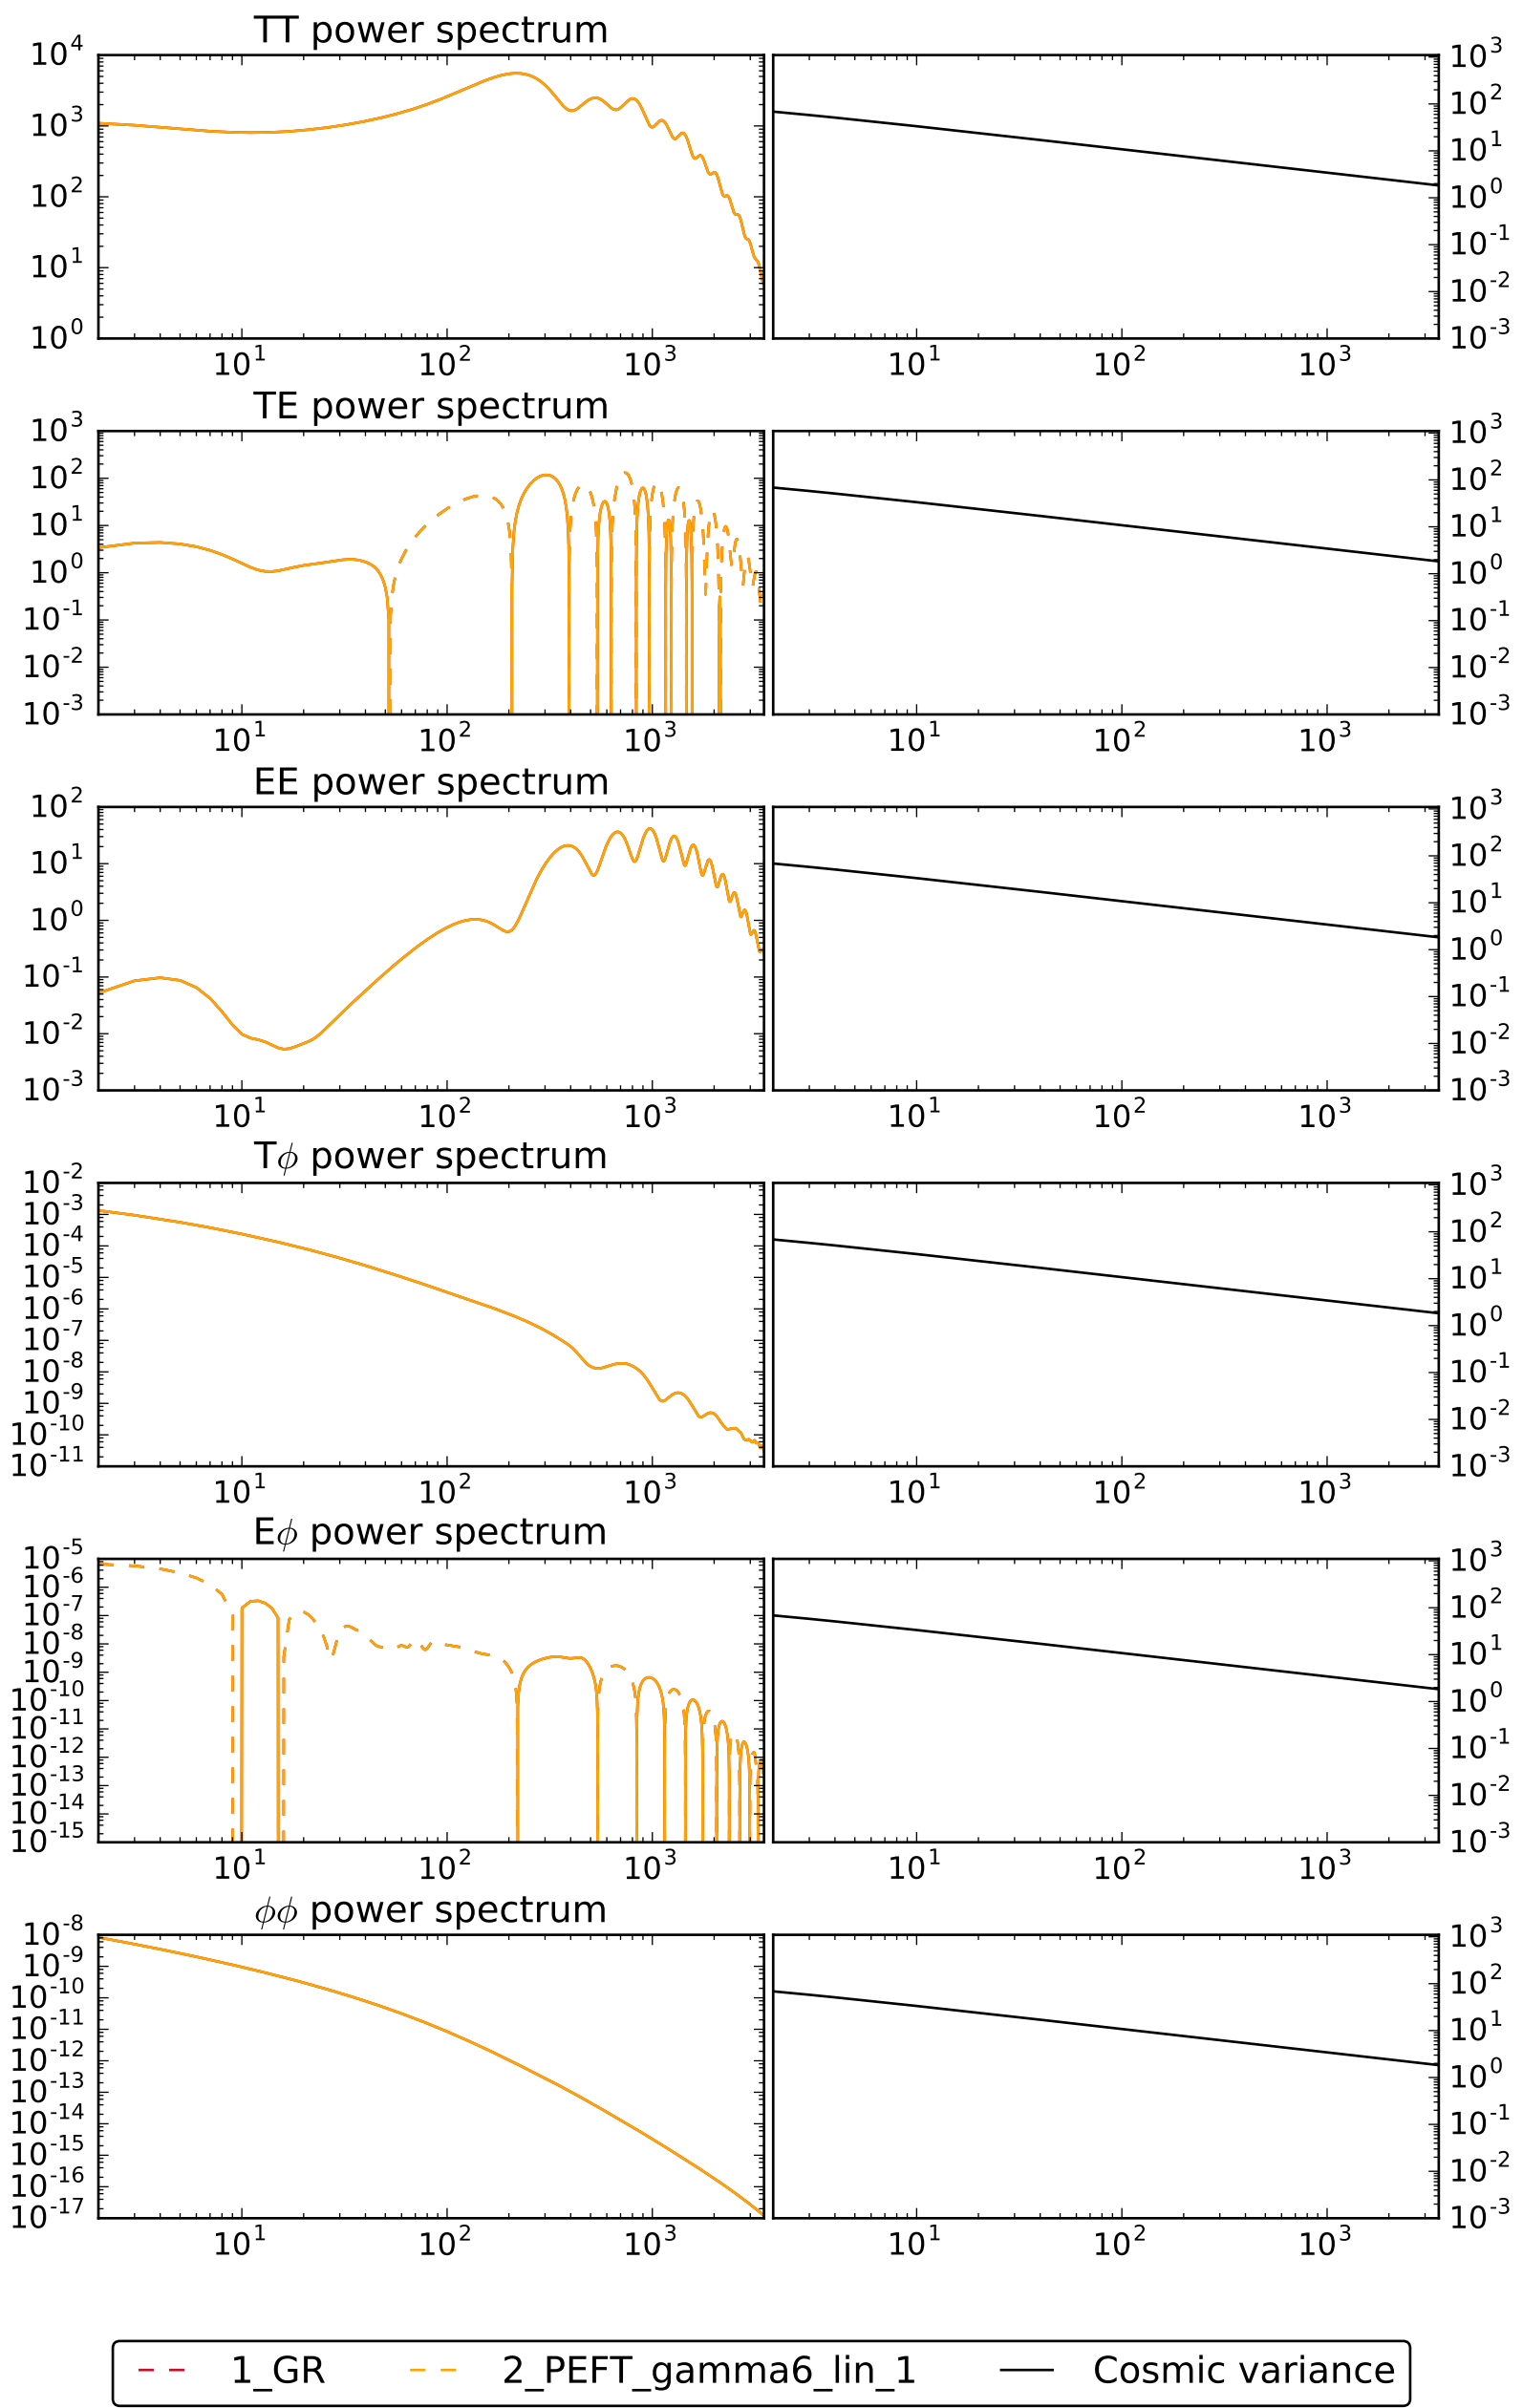 TT power spectrum
10^4 10^3 10^2 10^1 10^0
10^3 10^2 10^1 10^0 10^-1 10^-2 10^-3
10^1 10^2 10^3 10^1 10^2 10^3
TE power spectrum
10^3 10^2 10^1 10^0 10^-1 10^-2 10^-3
10^3 10^2 10^1 10^0 10^-1 10^-2 10^-3
10^1 10^2 10^3 10^1 10^2 10^3
EE power spectrum
10^2 10^1 10^0 10^-1 10^-2 10^-3
10^3 10^2 10^1 10^0 10^-1 10^-2 10^-3
10^1 10^2 10^3 10^1 10^2 10^3
Tϕ power spectrum
10^-2 10^-3 10^-4 10^-5 10^-6 10^-7 10^-8 10^-9 10^-10 10^-11
10^3 10^2 10^1 10^0 10^-1 10^-2 10^-3
10^1 10^2 10^3 10^1 10^2 10^3
Eϕ power spectrum
10^-5 10^-6 10^-7 10^-8 10^-9 10^-10 10^-11 10^-12 10^-13 10^-14 10^-15
10^3 10^2 10^1 10^0 10^-1 10^-2 10^-3
10^1 10^2 10^3 10^1 10^2 10^3
ϕϕ power spectrum
10^-8 10^-9 10^-10 10^-11 10^-12 10^-13 10^-14 10^-15 10^-16 10^-17
10^3 10^2 10^1 10^0 10^-1 10^-2 10^-3
10^1 10^2 10^3 10^1 10^2 10^3
1_GR 2_PEFT_gamma6_lin_1 Cosmic variance